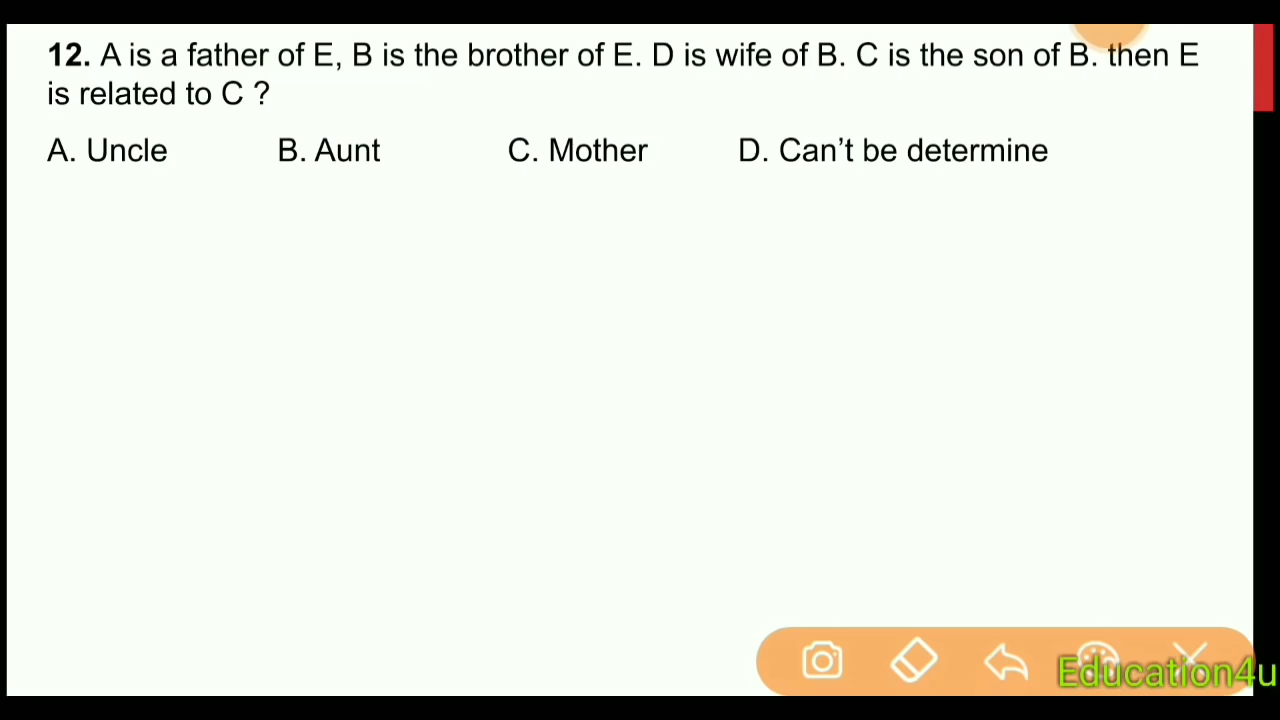 12. A is a father of E, B is the brother of E. D is wife of B. C is the son of B. then E
is related to C ?
A. Uncle B. Aunt C. Mother D. Can’t be determine
Education4u